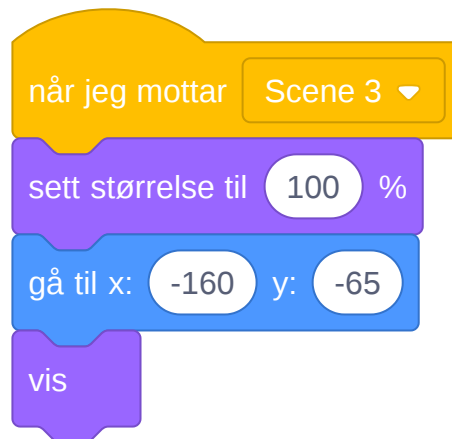 når jeg mottar Scene 3
sett størrelse til 100 %
gå til x: -160 y: -65
vis